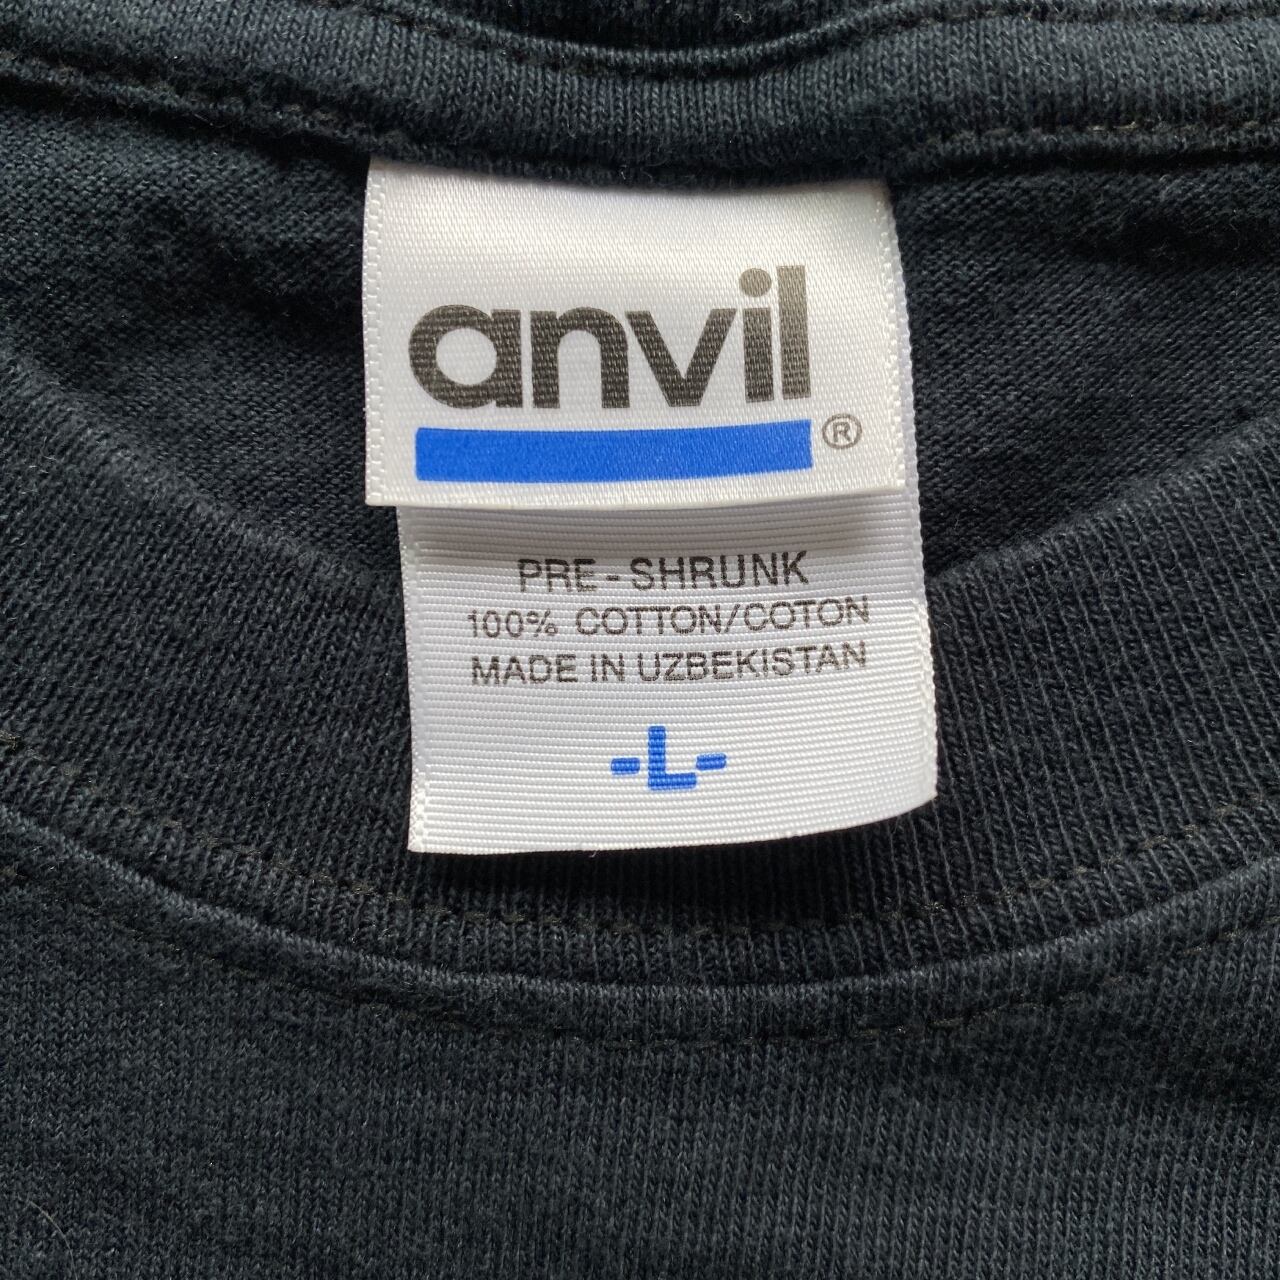 anvil
®
PRE-SHRUNK
100% COTTON/COTON
MADE IN UZBEKISTAN
-L-